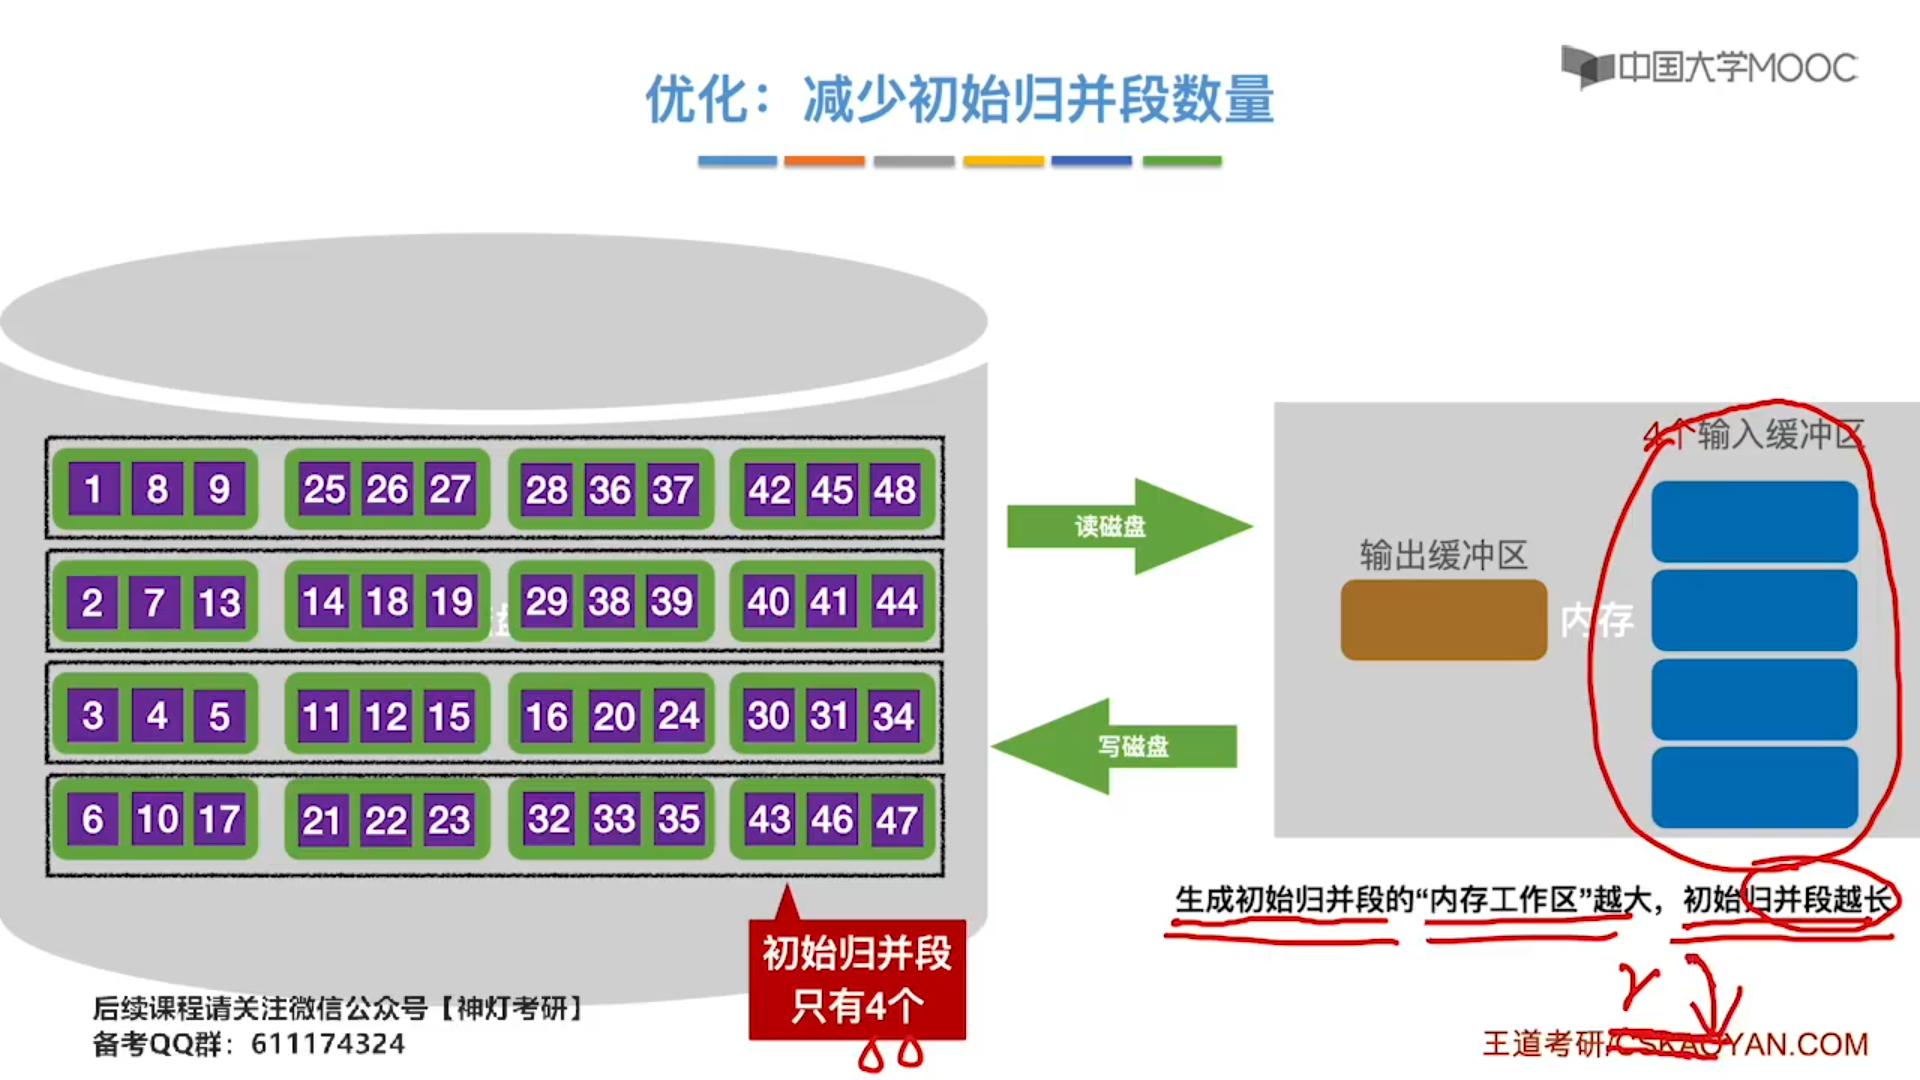 优化：减少初始归并段数量
中国大学MOOC
1 8 9 25 26 27 28 36 37 42 45 48
2 7 13 14 18 19 29 38 39 40 41 44
3 4 5 11 12 15 16 20 24 30 31 34
6 10 17 21 22 23 32 33 35 43 46 47
读磁盘
写磁盘
4个输入缓冲区
输出缓冲区
内存
生成初始归并段的“内存工作区”越大，初始归并段越长
初始归并段
只有4个
r
后续课程请关注微信公众号【神灯考研】
备考QQ群：611174324
王道考研/CSKAOYAN.COM